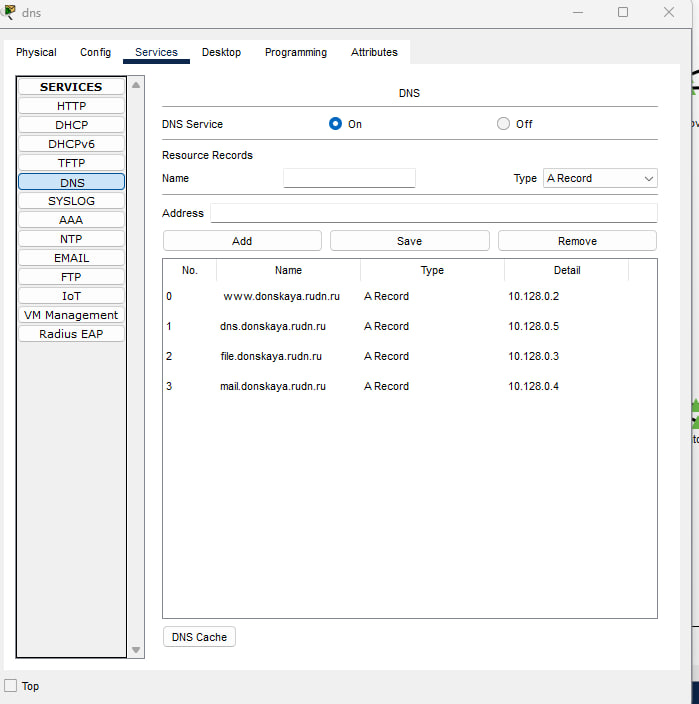 dns
Physical Config Services Desktop Programming Attributes
SERVICES
HTTP
DHCP
DHCPv6
TFTP
DNS
SYSLOG
AAA
NTP
EMAIL
FTP
IoT
VM Management
Radius EAP
DNS
DNS Service On Off
Resource Records
Name Type A Record
Address
Add Save Remove
No. Name Type Detail
0 www.donskaya.rudn.ru A Record 10.128.0.2
1 dns.donskaya.rudn.ru A Record 10.128.0.5
2 file.donskaya.rudn.ru A Record 10.128.0.3
3 mail.donskaya.rudn.ru A Record 10.128.0.4
DNS Cache
Top